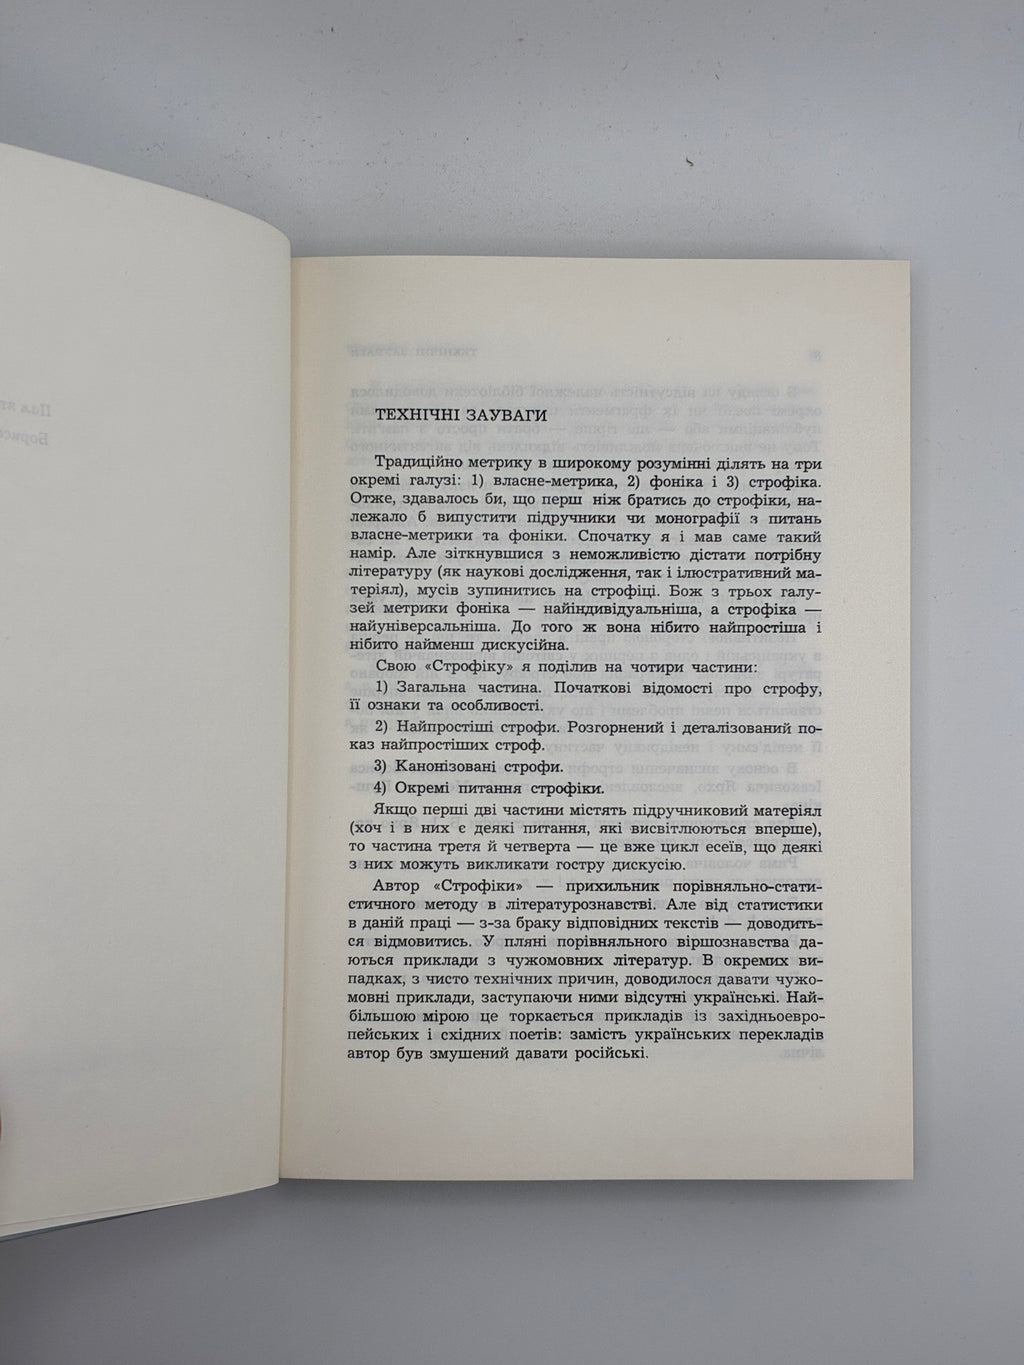 ТЕХНІЧНІ ЗАУВАГИ
Традиційно метрику в широкому розумінні ділять на три
окремі галузі: 1) власне-метрика, 2) фоніка і 3) строфіка.
Отже, здавалось би, що перш ніж братись до строфіки, на-
лежало б випустити підручники чи монографії з питань
власне-метрики та фоніки. Спочатку я і мав саме такий
намір. Але зіткнувшися з неможливістю дістати потрібну
літературу (як наукові дослідження, так і ілюстративний ма-
теріял), мусів зупинитись на строфіці. Бож з трьох галу-
зей метрики фоніка — найіндивідуальніша, а строфіка —
найуніверсальніша. До того ж вона нібито найпростіша і
нібито найменш дискусійна.
Свою «Строфіку» я поділив на чотири частини:
1) Загальна частина. Початкові відомості про строфу,
її ознаки та особливості.
2) Найпростіші строфи. Розгорнений і деталізований по-
каз найпростіших строф.
3) Канонізовані строфи.
4) Окремі питання строфіки.
Якщо перші дві частини містять підручниковий матеріял
(хоч і в них є деякі питання, які висвітлюються вперше),
то частина третя й четверта — це вже цикл есеїв, що деякі
з них можуть викликати гостру дискусію.
Автор «Строфіки» — прихильник порівняльно-стати-
стичного методу в літературознавстві. Але від статистики
в даній праці — з-за браку відповідних текстів — доводить-
ся відмовитись. У пляні порівняльного віршознавства да-
ються приклади з чужомовних літератур. В окремих ви-
падках, з чисто технічних причин, доводилося давати чужо-
мовні приклади, заступаючи ними відсутні українські. Най-
більшою мірою це торкається прикладів із західньоевро-
пейських і східних поетів: замість українських перекладів
автор був змушений давати російські.